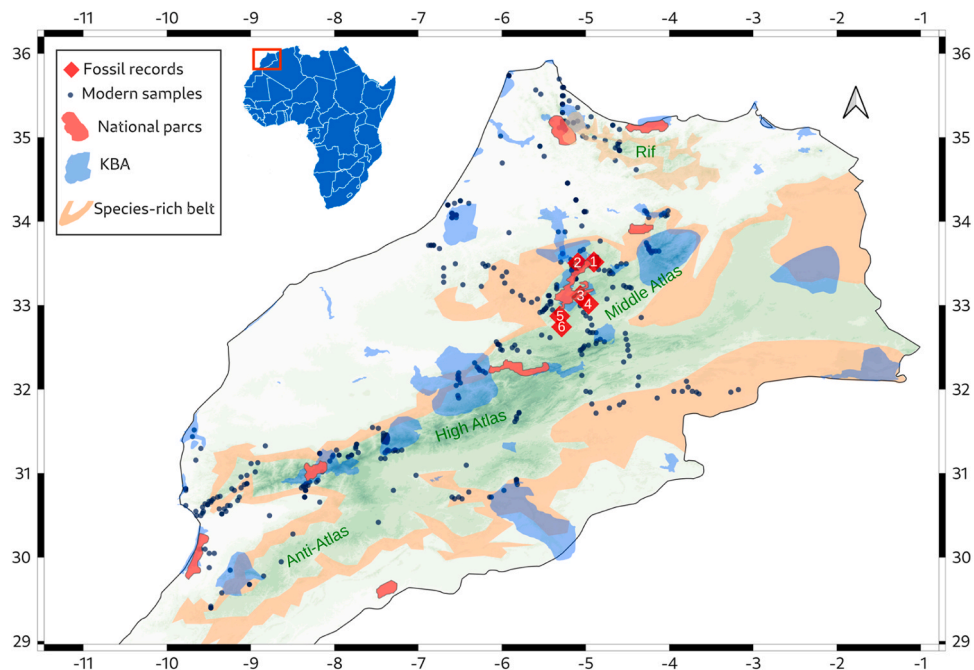 -11 -10 -9 -8 -7 -6 -5 -4 -3 -2 -1
36 36
Fossil records
Modern samples
National parcs
KBA
Species-rich belt
35 35
Rif
34 34
2 1
33 33
3
4
Middle Atlas
5
6
32 32
High Atlas
31 31
30 30
Anti-Atlas
29 29
-11 -10 -9 -8 -7 -6 -5 -4 -3 -2 -1